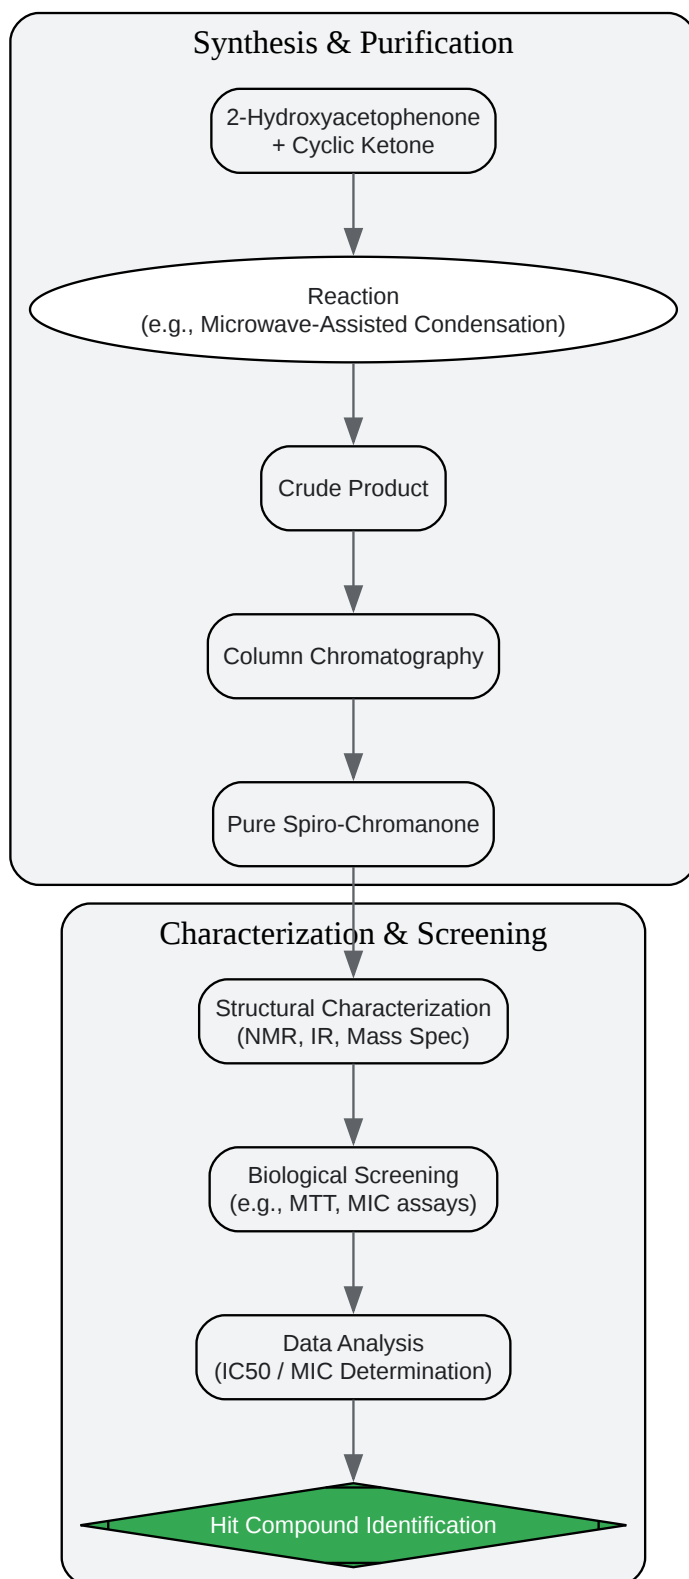 Synthesis & Purification
2-Hydroxyacetophenone
+ Cyclic Ketone
Reaction
(e.g., Microwave-Assisted Condensation)
Crude Product
Column Chromatography
Pure Spiro-Chromanone
Characterization & Screening
Structural Characterization
(NMR, IR, Mass Spec)
Biological Screening
(e.g., MTT, MIC assays)
Data Analysis
(IC50 / MIC Determination)
Hit Compound Identification